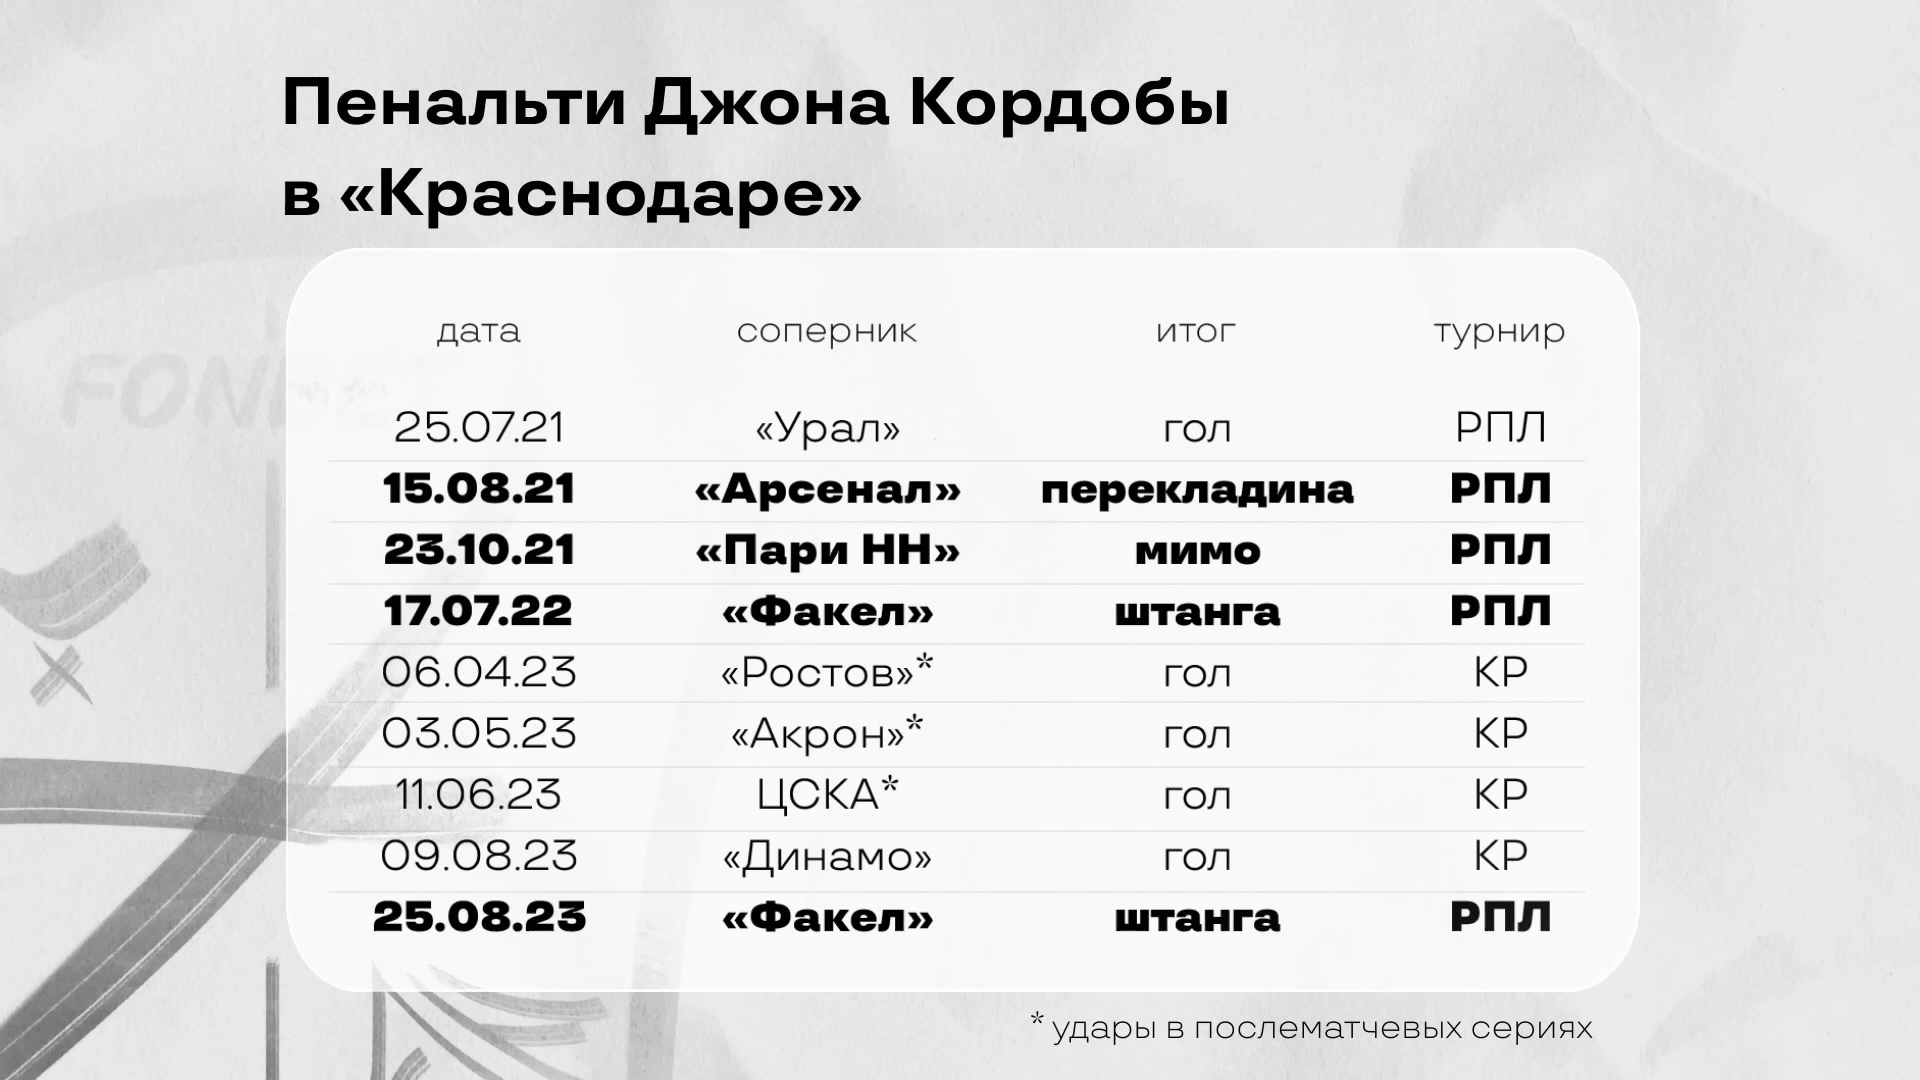 Пенальти Джона Кордобы
в «Краснодаре»
дата соперник итог турнир
25.07.21 «Урал» гол РПЛ
15.08.21 «Арсенал» перекладина РПЛ
23.10.21 «Пари НН» мимо РПЛ
17.07.22 «Факел» штанга РПЛ
06.04.23 «Ростов»* гол КР
03.05.23 «Акрон»* гол КР
11.06.23 ЦСКА* гол КР
09.08.23 «Динамо» гол КР
25.08.23 «Факел» штанга РПЛ
* удары в послематчевых сериях